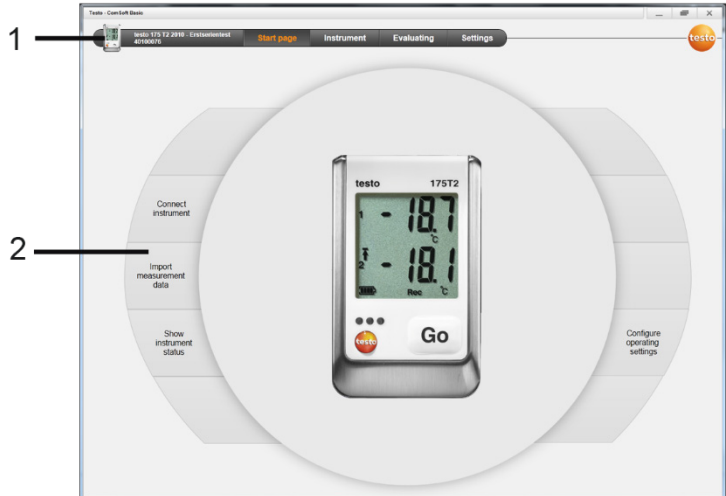 Testo - ComSoft Basic
1
testo 175 T2 2010 - Erstserientest
40100076
Start page
Instrument
Evaluating
Settings
testo
testo 175T2
1 - 18.7
°C
2 - 18.1
Rec °C
testo
Go
Connect
instrument
2
Import
measurement
data
Show
instrument
status
Configure
operating
settings